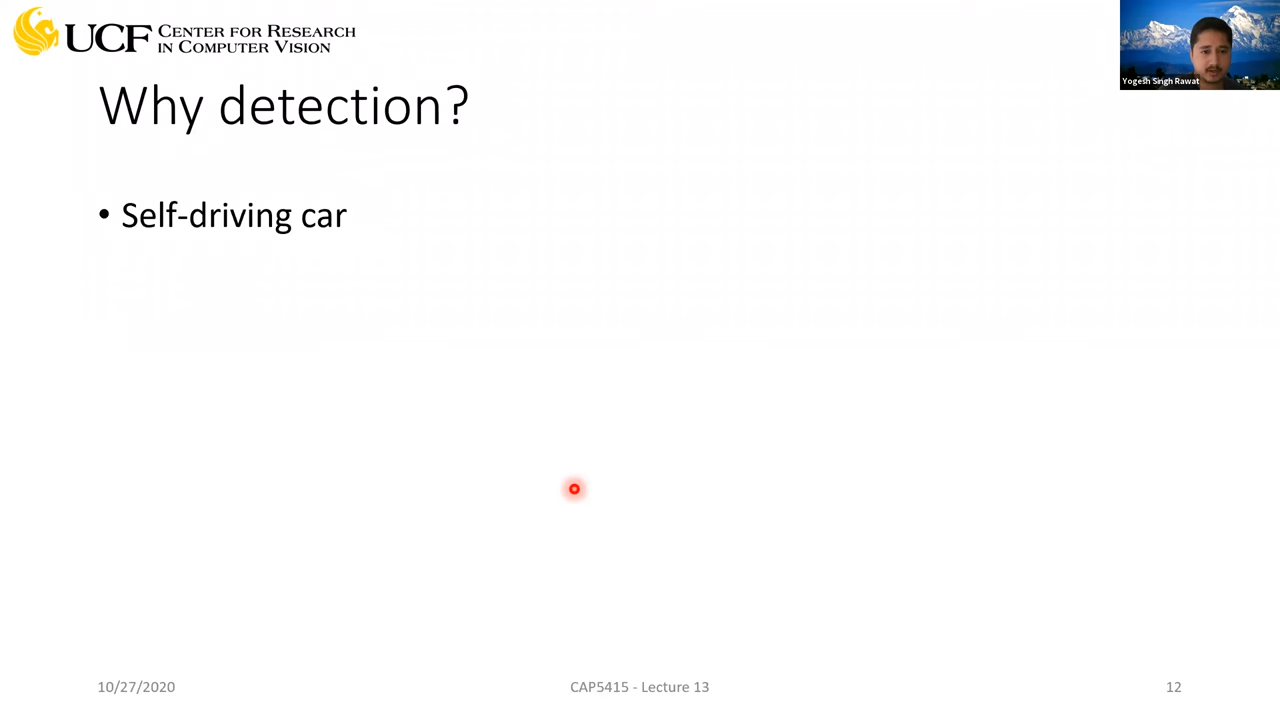 UCF CENTER FOR RESEARCH
IN COMPUTER VISION
Yogesh Singh Rawat
Why detection?
• Self-driving car
10/27/2020
CAP5415 - Lecture 13
12